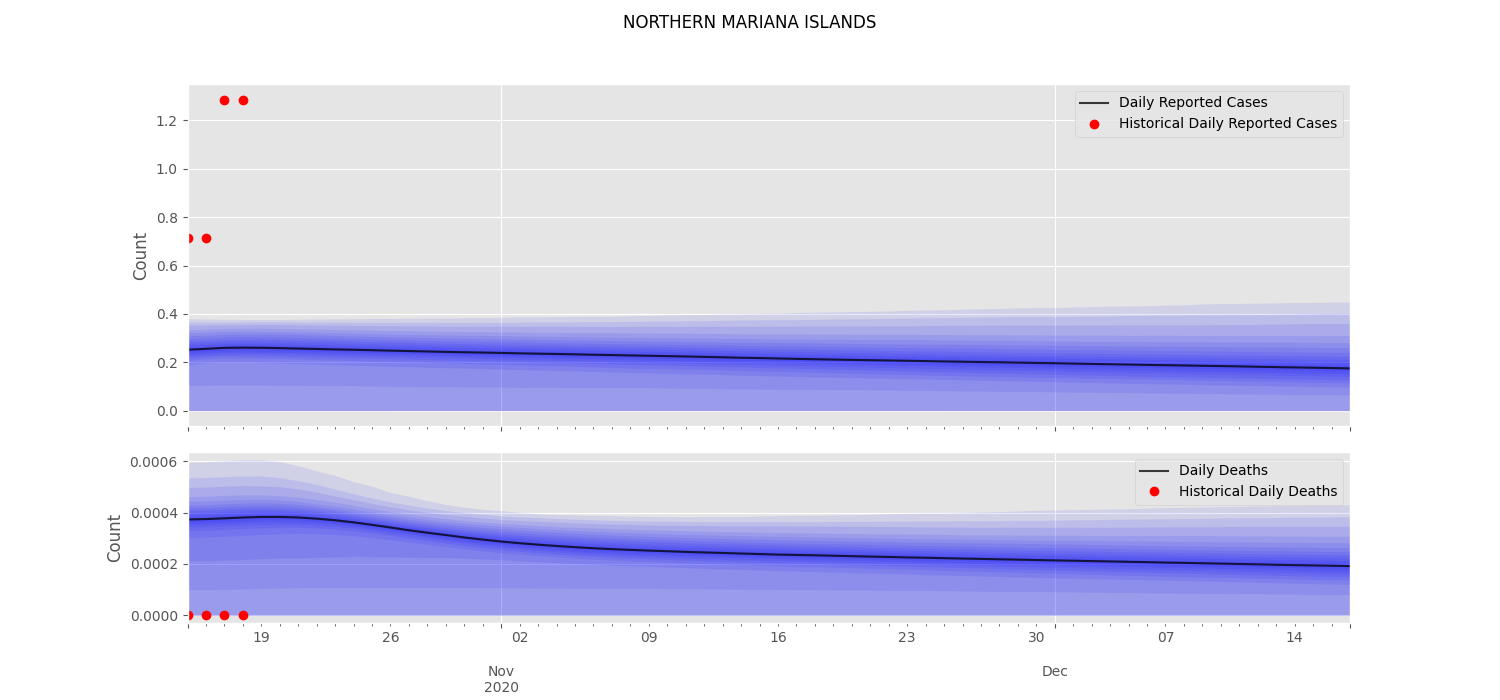 NORTHERN MARIANA ISLANDS
Daily Reported Cases
Historical Daily Reported Cases
1.2
1.0
0.8
0.6
0.4
0.2
0.0
Count
Daily Deaths
Historical Daily Deaths
0.0006
0.0004
0.0002
0.0000
Count
19 26 02 09 16 23 30 07 14
Nov Dec
2020